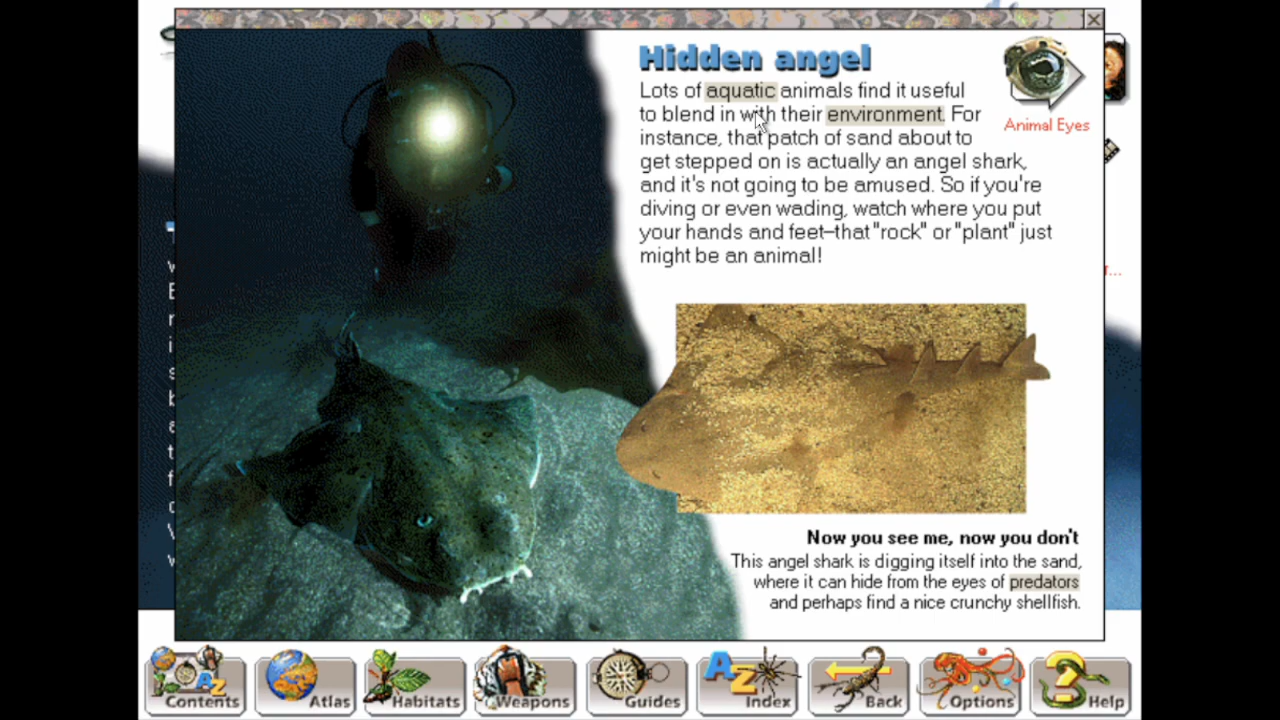 Hidden angel
Lots of aquatic animals find it useful
to blend in with their environment. For
instance, that patch of sand about to
get stepped on is actually an angel shark,
and it's not going to be amused. So if you're
diving or even wading, watch where you put
your hands and feet–that "rock" or "plant" just
might be an animal!
Animal Eyes
Now you see me, now you don't
This angel shark is digging itself into the sand,
where it can hide from the eyes of predators
and perhaps find a nice crunchy shellfish.
Contents
Atlas
Habitats
Weapons
Guides
AZ
Index
Back
Options
Help